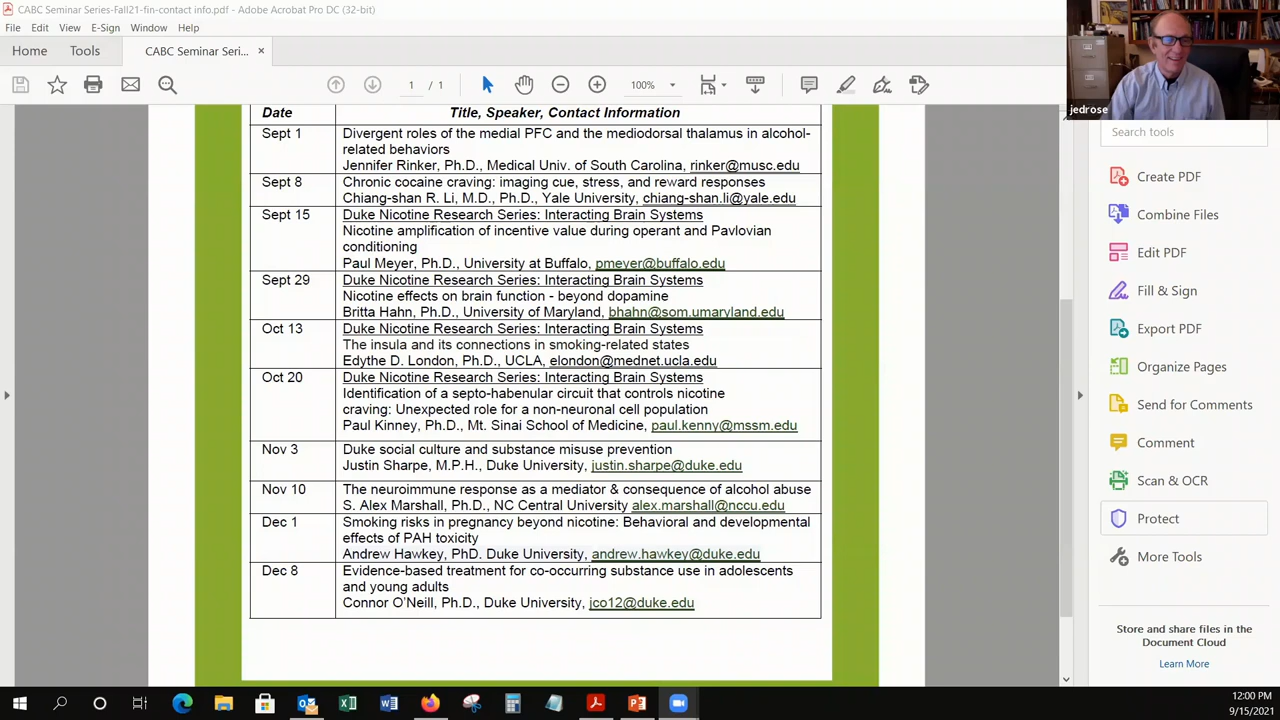 CABC Seminar Series-Fall21-fin-contact info.pdf - Adobe Acrobat Pro DC (32-bit)
File Edit View E-Sign Window Help
Home Tools CABC Seminar Seri... ×
1 / 1 100%
jedrose
Search tools
Create PDF
Combine Files
Edit PDF
Fill & Sign
Export PDF
Organize Pages
Send for Comments
Comment
Scan & OCR
Protect
More Tools
Store and share files in the
Document Cloud
Learn More
Date Title, Speaker, Contact Information
Sept 1 Divergent roles of the medial PFC and the mediodorsal thalamus in alcohol-
related behaviors
Jennifer Rinker, Ph.D., Medical Univ. of South Carolina, rinker@musc.edu
Sept 8 Chronic cocaine craving: imaging cue, stress, and reward responses
Chiang-shan R. Li, M.D., Ph.D., Yale University, chiang-shan.li@yale.edu
Sept 15 Duke Nicotine Research Series: Interacting Brain Systems
Nicotine amplification of incentive value during operant and Pavlovian
conditioning
Paul Meyer, Ph.D., University at Buffalo, pmeyer@buffalo.edu
Sept 29 Duke Nicotine Research Series: Interacting Brain Systems
Nicotine effects on brain function - beyond dopamine
Britta Hahn, Ph.D., University of Maryland, bhahn@som.umaryland.edu
Oct 13 Duke Nicotine Research Series: Interacting Brain Systems
The insula and its connections in smoking-related states
Edythe D. London, Ph.D., UCLA, elondon@mednet.ucla.edu
Oct 20 Duke Nicotine Research Series: Interacting Brain Systems
Identification of a septo-habenular circuit that controls nicotine
craving: Unexpected role for a non-neuronal cell population
Paul Kinney, Ph.D., Mt. Sinai School of Medicine, paul.kenny@mssm.edu
Nov 3 Duke social culture and substance misuse prevention
Justin Sharpe, M.P.H., Duke University, justin.sharpe@duke.edu
Nov 10 The neuroimmune response as a mediator & consequence of alcohol abuse
S. Alex Marshall, Ph.D., NC Central University alex.marshall@nccu.edu
Dec 1 Smoking risks in pregnancy beyond nicotine: Behavioral and developmental
effects of PAH toxicity
Andrew Hawkey, PhD. Duke University, andrew.hawkey@duke.edu
Dec 8 Evidence-based treatment for co-occurring substance use in adolescents
and young adults
Connor O'Neill, Ph.D., Duke University, jco12@duke.edu
12:00 PM
9/15/2021